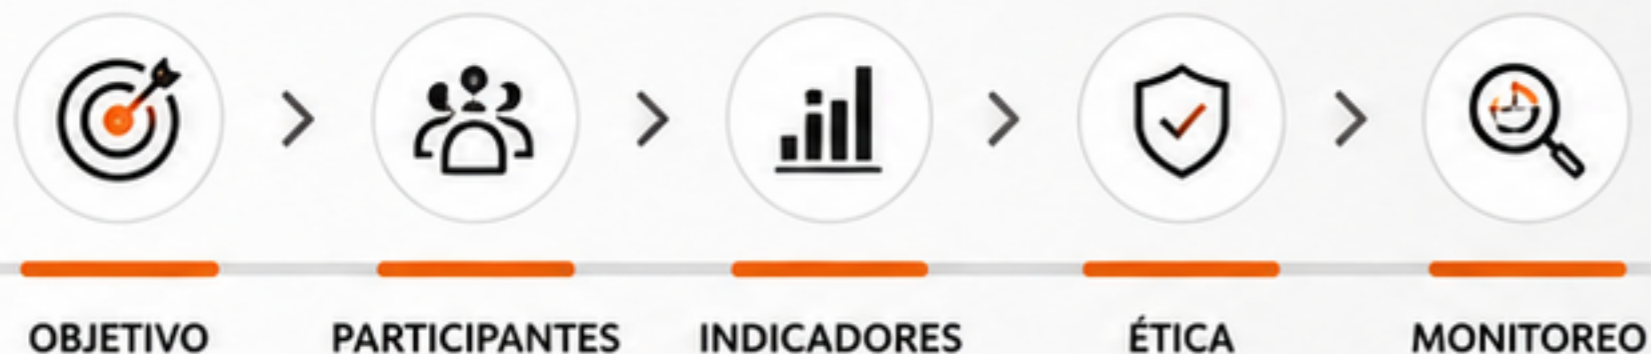 OBJETIVO
PARTICIPANTES
INDICADORES
ÉTICA
MONITOREO